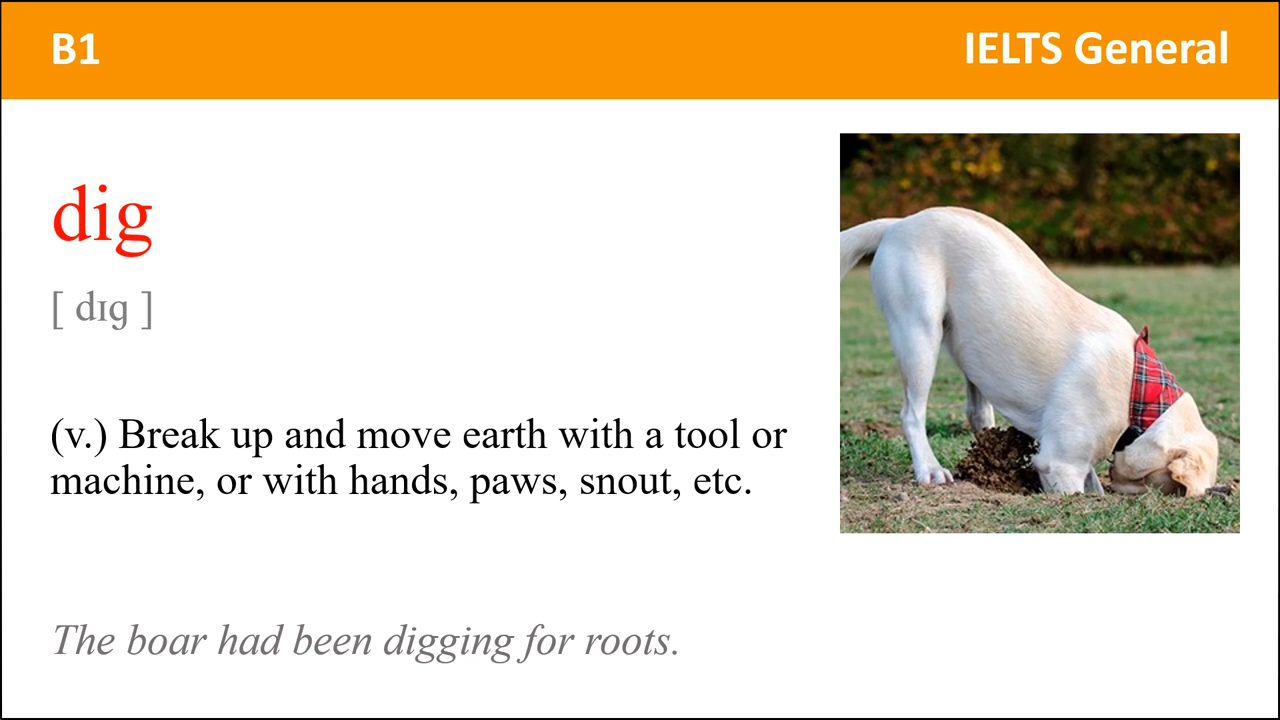 B1
IELTS General
dig
[ dɪɡ ]
(v.) Break up and move earth with a tool or
machine, or with hands, paws, snout, etc.
The boar had been digging for roots.